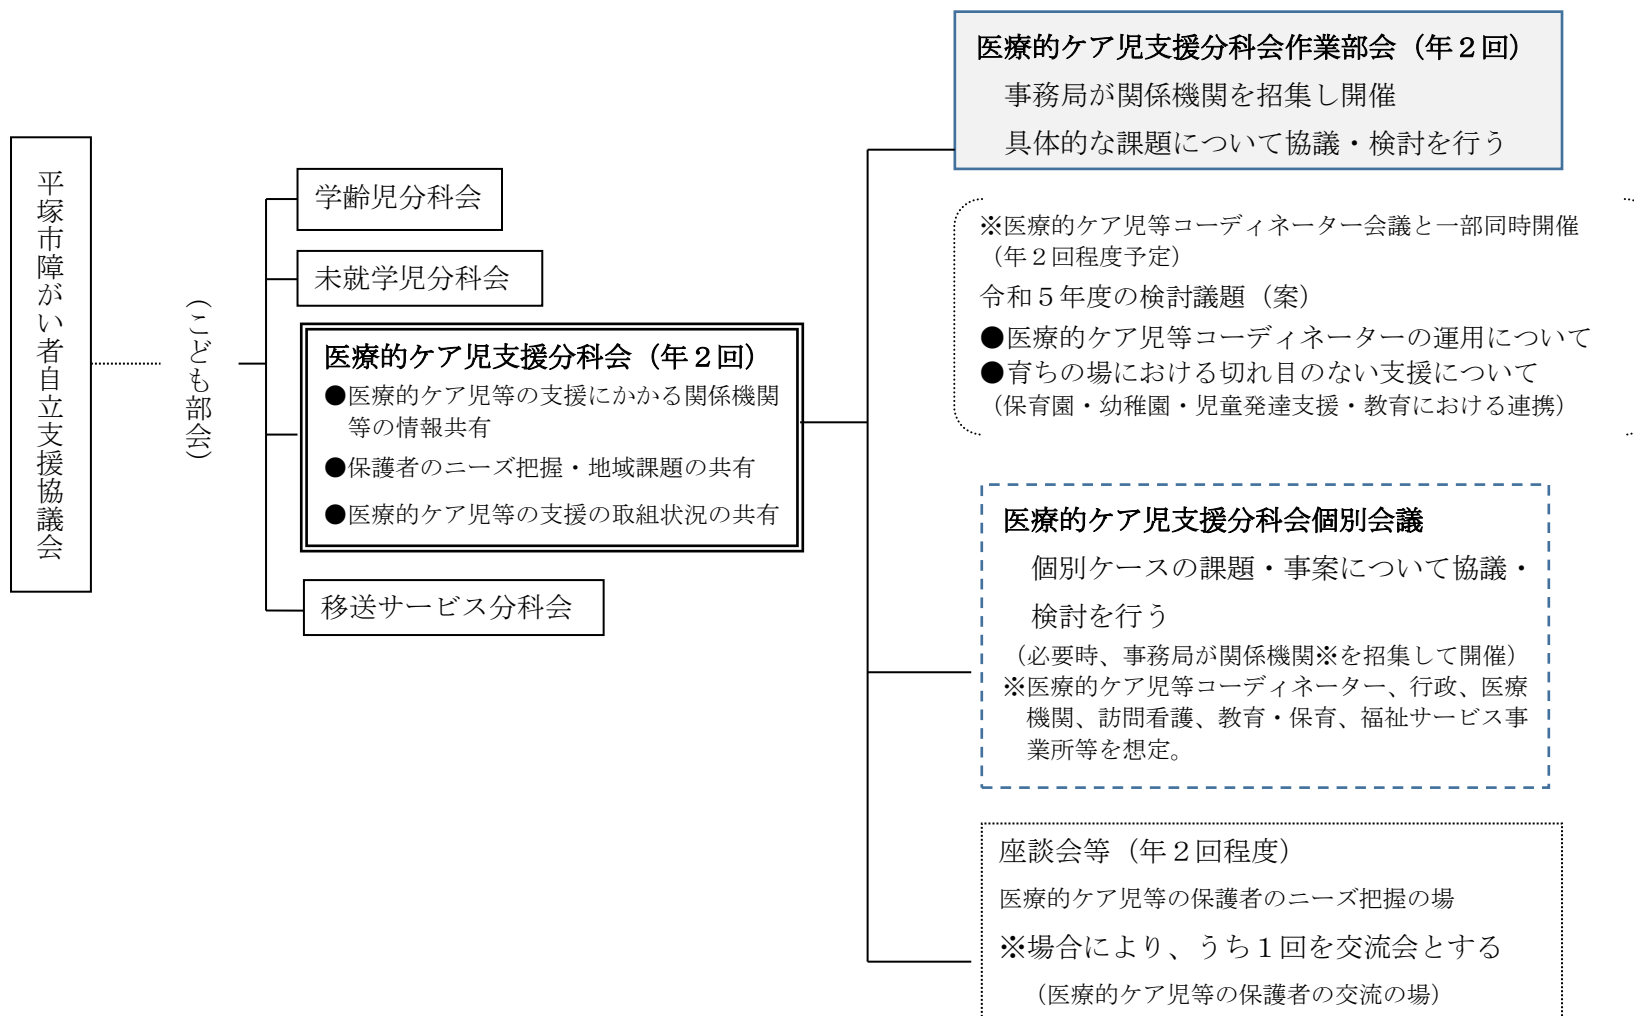 平塚市障がい者自立支援協議会
（こども部会）
学齢児分科会
未就学児分科会
医療的ケア児支援分科会（年２回）
●医療的ケア児等の支援にかかる関係機関
等の情報共有
●保護者のニーズ把握・地域課題の共有
●医療的ケア児等の支援の取組状況の共有
移送サービス分科会
医療的ケア児支援分科会作業部会（年２回）
事務局が関係機関を招集し開催
具体的な課題について協議・検討を行う
※医療的ケア児等コーディネーター会議と一部同時開催
（年２回程度予定）
令和５年度の検討議題（案）
●医療的ケア児等コーディネーターの運用について
●育ちの場における切れ目のない支援について
（保育園・幼稚園・児童発達支援・教育における連携）
医療的ケア児支援分科会個別会議
個別ケースの課題・事案について協議・
検討を行う
（必要時、事務局が関係機関※を招集して開催）
※医療的ケア児等コーディネーター、行政、医療
機関、訪問看護、教育・保育、福祉サービス事
業所等を想定。
座談会等（年２回程度）
医療的ケア児等の保護者のニーズ把握の場
※場合により、うち１回を交流会とする
（医療的ケア児等の保護者の交流の場）